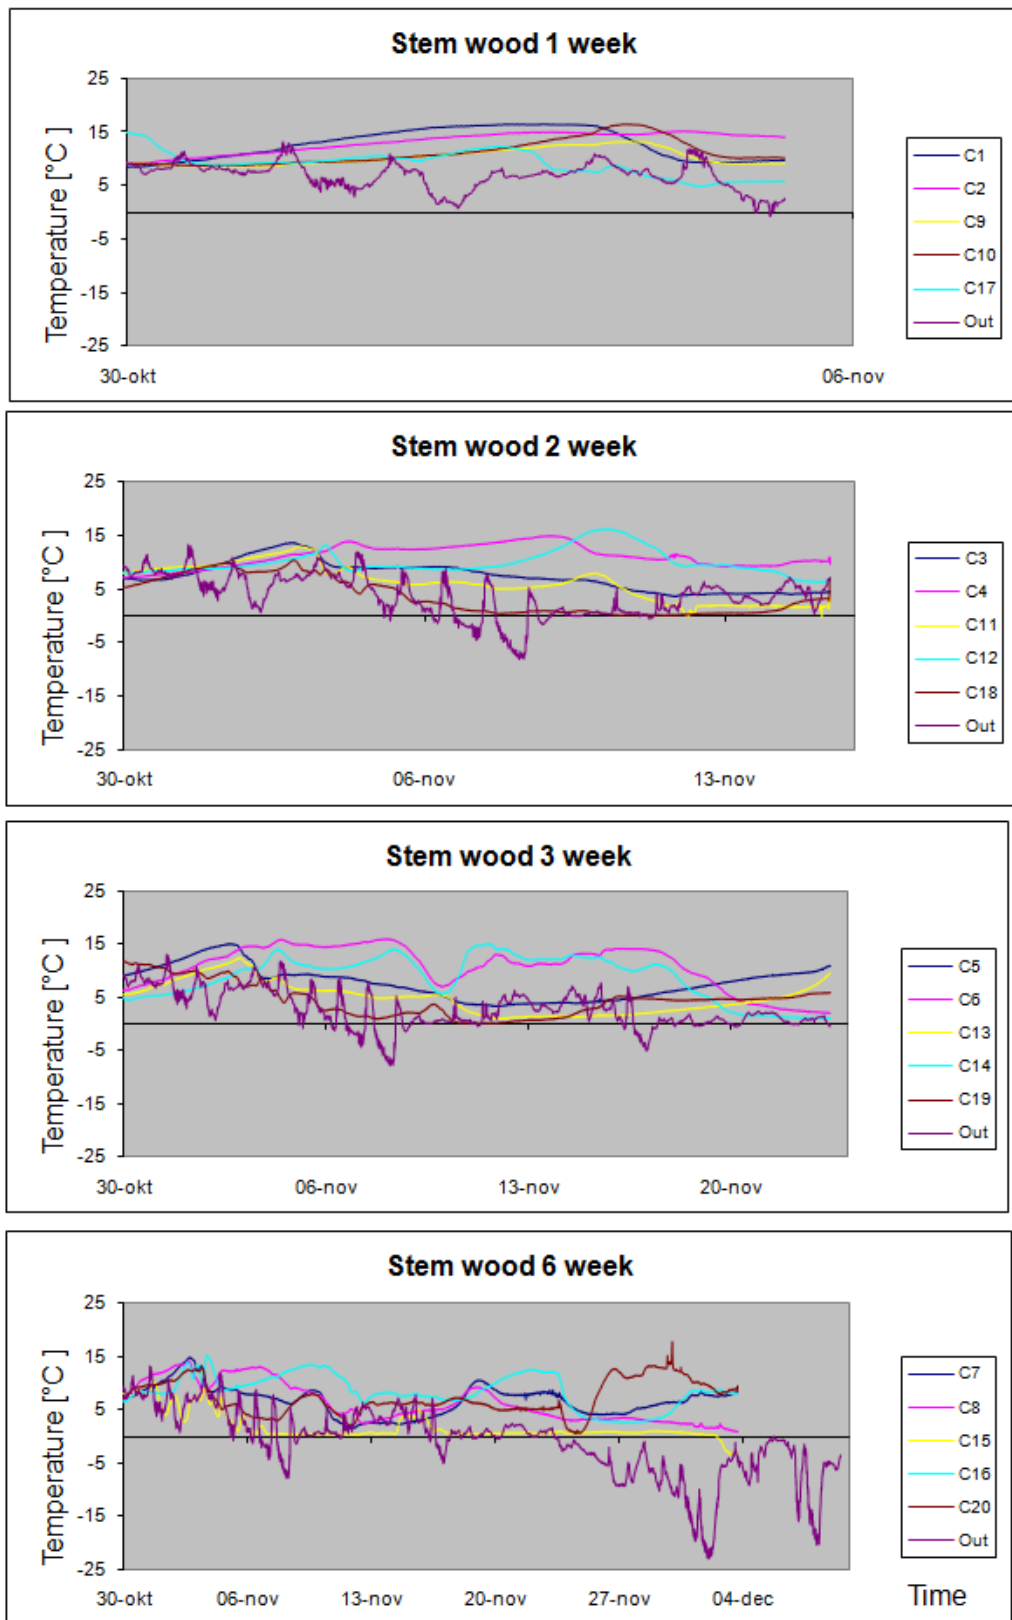 Stem wood 1 week
Temperature [°C ]
25
15
5
-5
-15
-25
30-okt
06-nov
C1
C2
C9
C10
C17
Out
Stem wood 2 week
Temperature [°C ]
25
15
5
-5
-15
-25
30-okt
06-nov
13-nov
C3
C4
C11
C12
C18
Out
Stem wood 3 week
Temperature [°C ]
25
15
5
-5
-15
-25
30-okt
06-nov
13-nov
20-nov
C5
C6
C13
C14
C19
Out
Stem wood 6 week
Temperature [°C ]
25
15
5
-5
-15
-25
30-okt
06-nov
13-nov
20-nov
27-nov
04-dec
Time
C7
C8
C15
C16
C20
Out